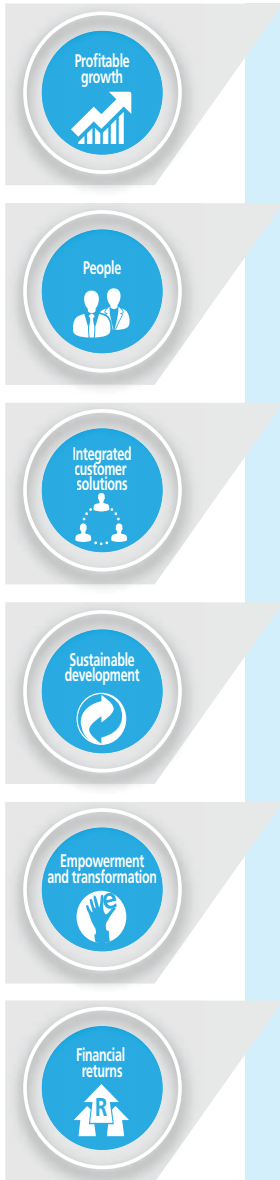 Profitable
growth
People
Integrated
customer
solutions
Sustainable
development
Empowerment
and transformation
e
Financial
returns
R